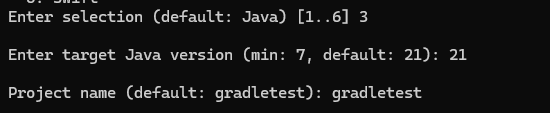 Enter selection (default: Java) [1..6] 3
Enter target Java version (min: 7, default: 21): 21
Project name (default: gradletest): gradletest